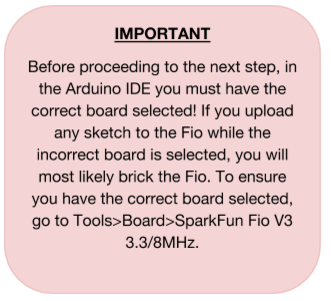 IMPORTANT
Before proceeding to the next step, in
the Arduino IDE you must have the
correct board selected! If you upload
any sketch to the Fio while the
incorrect board is selected, you will
most likely brick the Fio. To ensure
you have the correct board selected,
go to Tools>Board>SparkFun Fio V3
3.3/8MHz.